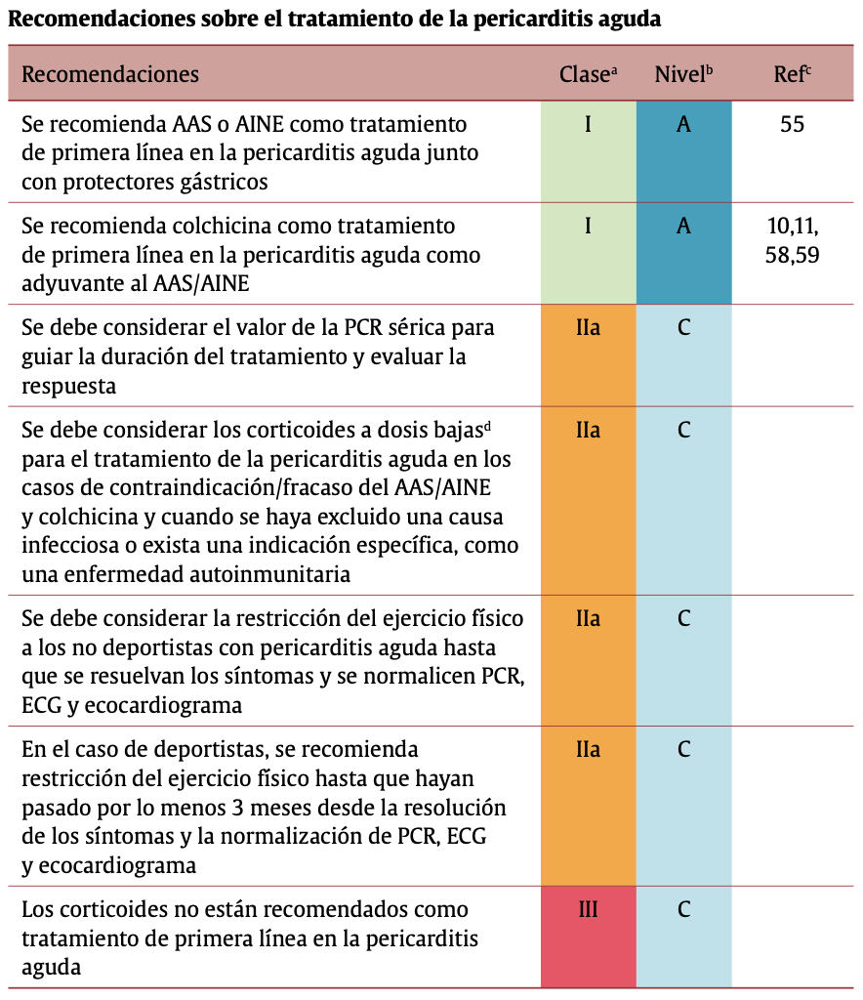 Recomendaciones sobre el tratamiento de la pericarditis aguda
Recomendaciones Claseᵃ Nivelᵇ Refᶜ
Se recomienda AAS o AINE como tratamiento I A 55
de primera línea en la pericarditis aguda junto
con protectores gástricos
Se recomienda colchicina como tratamiento I A 10,11,
de primera línea en la pericarditis aguda como 58,59
adyuvante al AAS/AINE
Se debe considerar el valor de la PCR sérica para IIa C
guiar la duración del tratamiento y evaluar la
respuesta
Se debe considerar los corticoides a dosis bajasᵈ IIa C
para el tratamiento de la pericarditis aguda en los
casos de contraindicación/fracaso del AAS/AINE
y colchicina y cuando se haya excluido una causa
infecciosa o exista una indicación específica, como
una enfermedad autoinmunitaria
Se debe considerar la restricción del ejercicio físico IIa C
a los no deportistas con pericarditis aguda hasta
que se resuelvan los síntomas y se normalicen PCR,
ECG y ecocardiograma
En el caso de deportistas, se recomienda IIa C
restricción del ejercicio físico hasta que hayan
pasado por lo menos 3 meses desde la resolución
de los síntomas y la normalización de PCR, ECG
y ecocardiograma
Los corticoides no están recomendados como III C
tratamiento de primera línea en la pericarditis
aguda